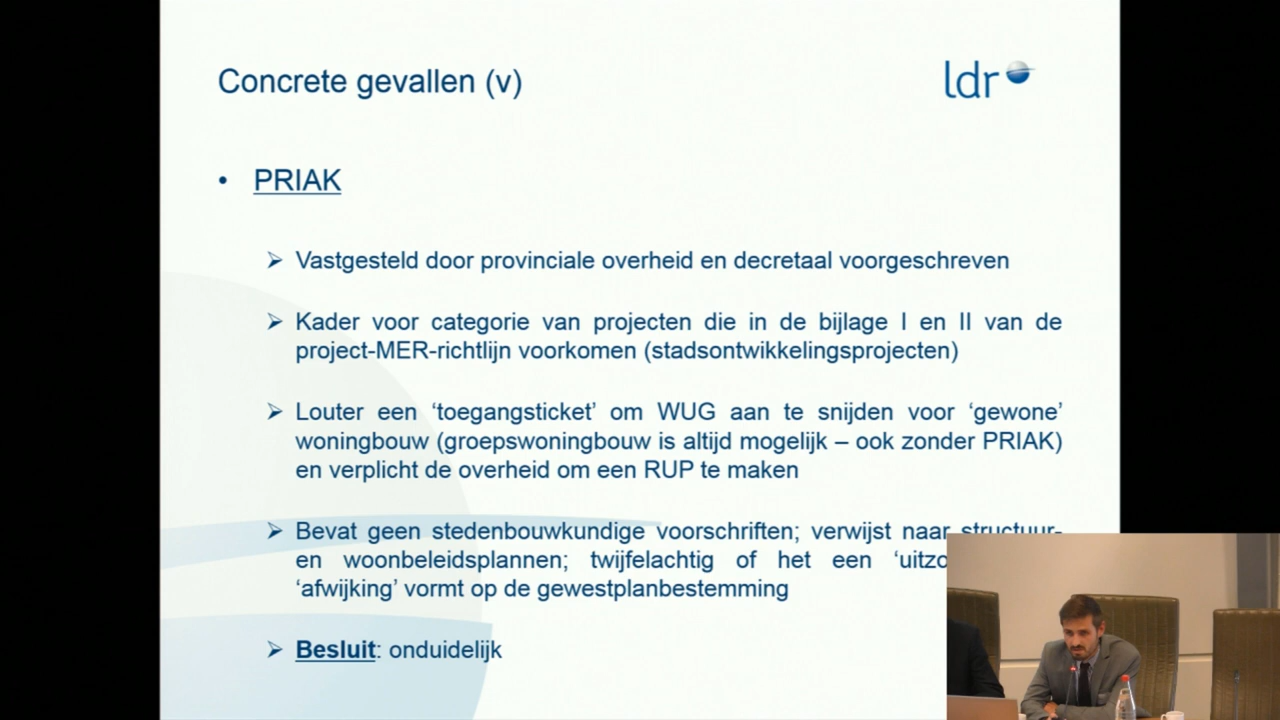 Concrete gevallen (v)
ldr
• PRIAK
➢ Vastgesteld door provinciale overheid en decretaal voorgeschreven
➢ Kader voor categorie van projecten die in de bijlage I en II van de
project-MER-richtlijn voorkomen (stadsontwikkelingsprojecten)
➢ Louter een ‘toegangsticket’ om WUG aan te snijden voor ‘gewone’
woningbouw (groepswoningbouw is altijd mogelijk – ook zonder PRIAK)
en verplicht de overheid om een RUP te maken
➢ Bevat geen stedenbouwkundige voorschriften; verwijst naar structuur-
en woonbeleidsplannen; twijfelachtig of het een
‘afwijking’ vormt op de gewestplanbestemming
➢ Besluit: onduidelijk